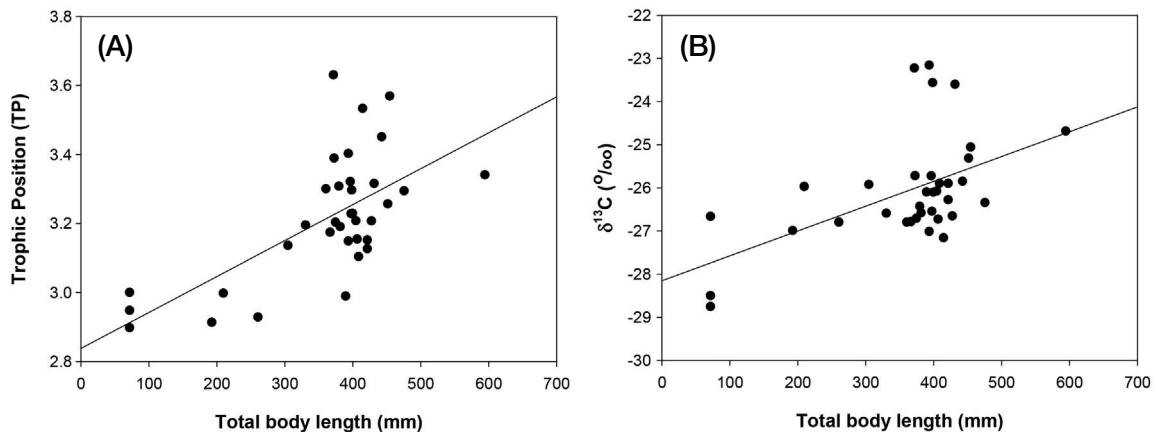 (A)
Trophic Position (TP)
3.8
3.6
3.4
3.2
3.0
2.8
0 100 200 300 400 500 600 700
Total body length (mm)
(B)
δ¹³C (º/oo)
-22
-23
-24
-25
-26
-27
-28
-29
-30
0 100 200 300 400 500 600 700
Total body length (mm)